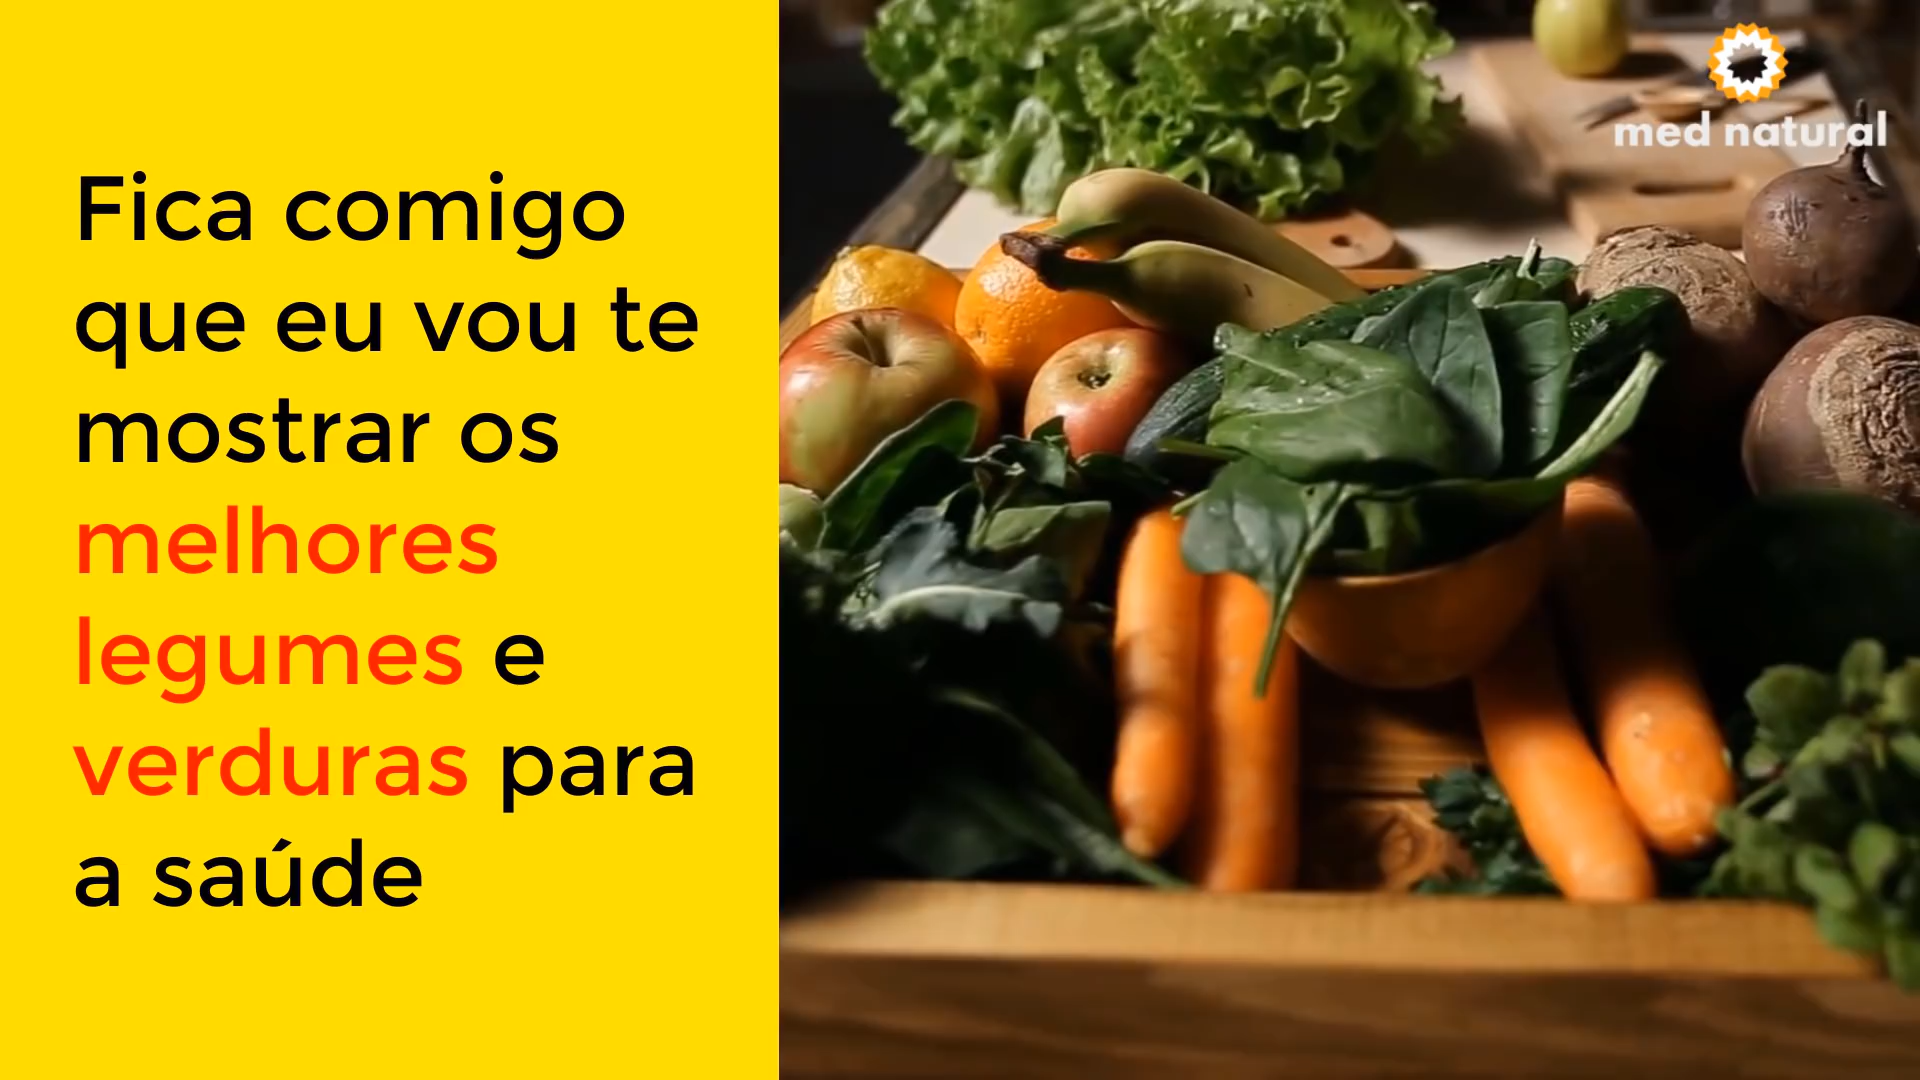 Fica comigo
que eu vou te
mostrar os
melhores
legumes e
verduras para
a saúde
med natural